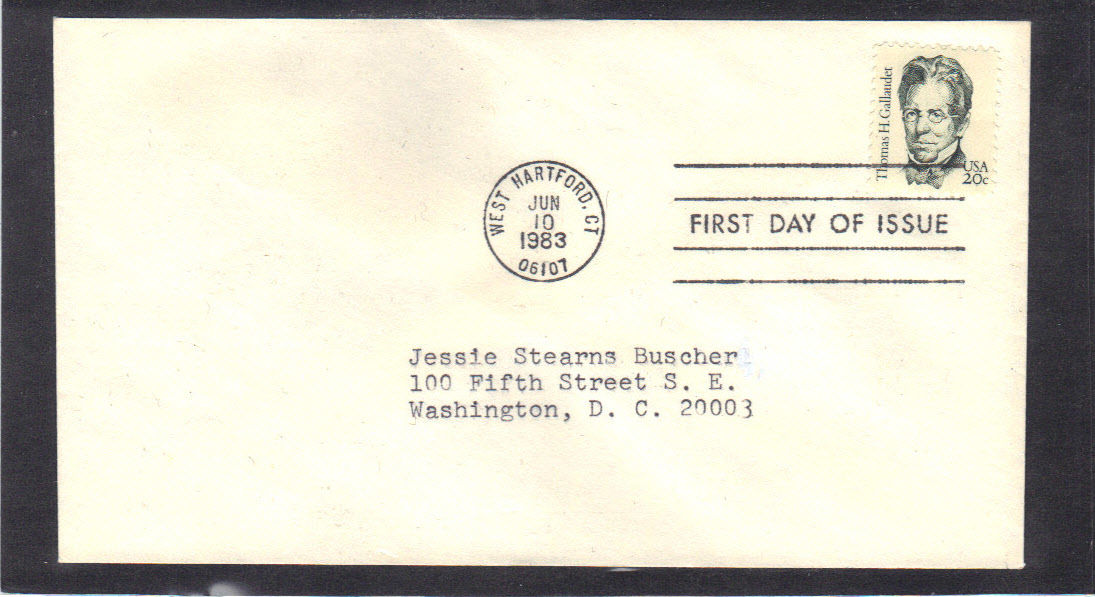 Thomas H. Gallaudet
USA
20c
WEST HARTFORD, CT
JUN
10
1983
06107
FIRST DAY OF ISSUE
Jessie Stearns Buscher
100 Fifth Street S. E.
Washington, D. C. 20003